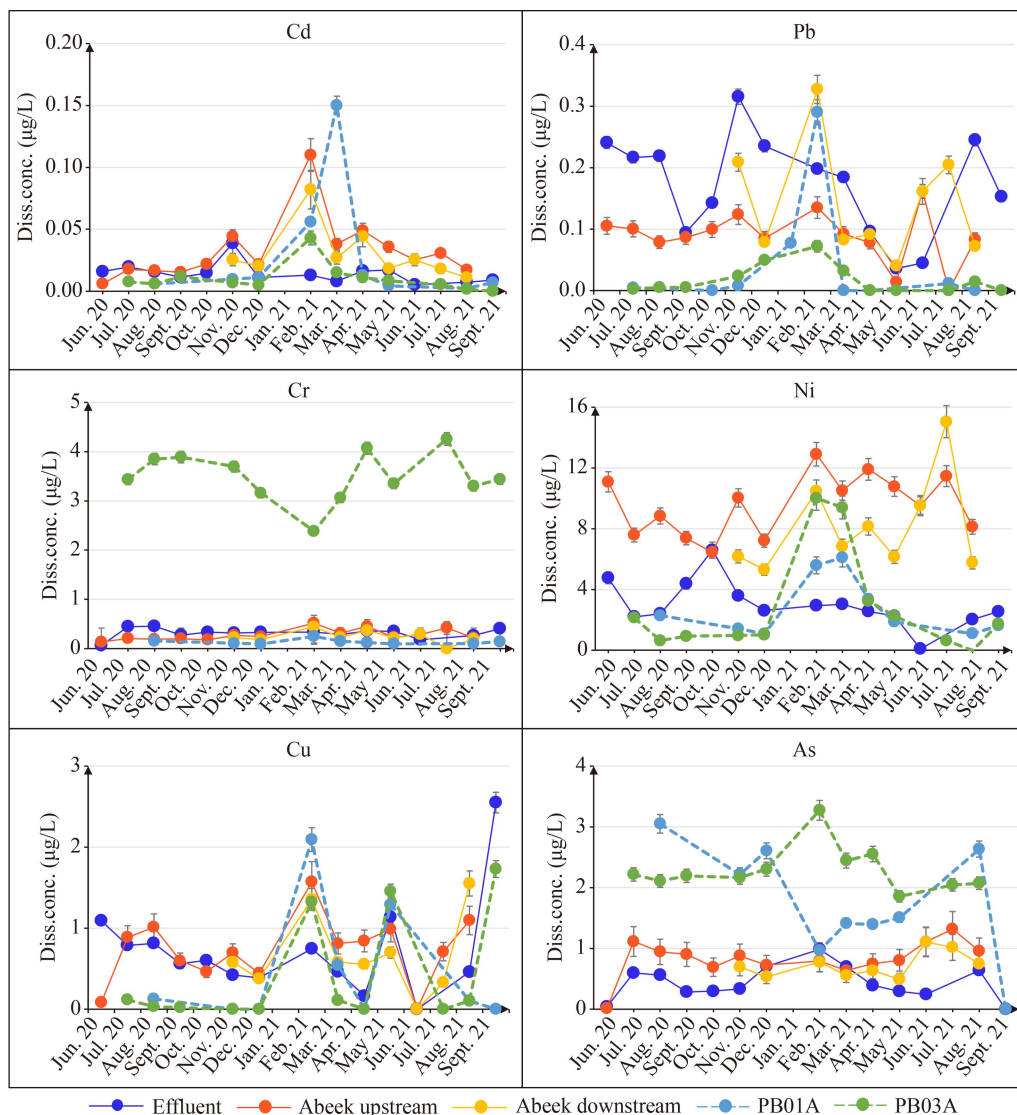 Cd
Diss.conc. (µg/L)
0.20
0.15
0.10
0.05
0.00
Jun. 20 Jul. 20 Aug. 20 Sept. 20 Oct. 20 Nov. 20 Dec. 20 Jan. 21 Feb. 21 Mar. 21 Apr. 21 May 21 Jun. 21 Jul. 21 Aug. 21 Sept. 21
Pb
Diss.conc. (µg/L)
0.4
0.3
0.2
0.1
0.0
Jun. 20 Jul. 20 Aug. 20 Sept. 20 Oct. 20 Nov. 20 Dec. 20 Jan. 21 Feb. 21 Mar. 21 Apr. 21 May 21 Jun. 21 Jul. 21 Aug. 21 Sept. 21
Cr
Diss.conc. (µg/L)
5
4
3
2
1
0
Jun. 20 Jul. 20 Aug. 20 Sept. 20 Oct. 20 Nov. 20 Dec. 20 Jan. 21 Feb. 21 Mar. 21 Apr. 21 May 21 Jun. 21 Jul. 21 Aug. 21 Sept. 21
Ni
Diss.conc. (µg/L)
16
12
8
4
0
Jun. 20 Jul. 20 Aug. 20 Sept. 20 Oct. 20 Nov. 20 Dec. 20 Jan. 21 Feb. 21 Mar. 21 Apr. 21 May 21 Jun. 21 Jul. 21 Aug. 21 Sept. 21
Cu
Diss.conc. (µg/L)
3
2
1
0
Jun. 20 Jul. 20 Aug. 20 Sept. 20 Oct. 20 Nov. 20 Dec. 20 Jan. 21 Feb. 21 Mar. 21 Apr. 21 May 21 Jun. 21 Jul. 21 Aug. 21 Sept. 21
As
Diss.conc. (µg/L)
4
3
2
1
0
Jun. 20 Jul. 20 Aug. 20 Sept. 20 Oct. 20 Nov. 20 Dec. 20 Jan. 21 Feb. 21 Mar. 21 Apr. 21 May 21 Jun. 21 Jul. 21 Aug. 21 Sept. 21
Effluent Abeek upstream Abeek downstream PB01A PB03A